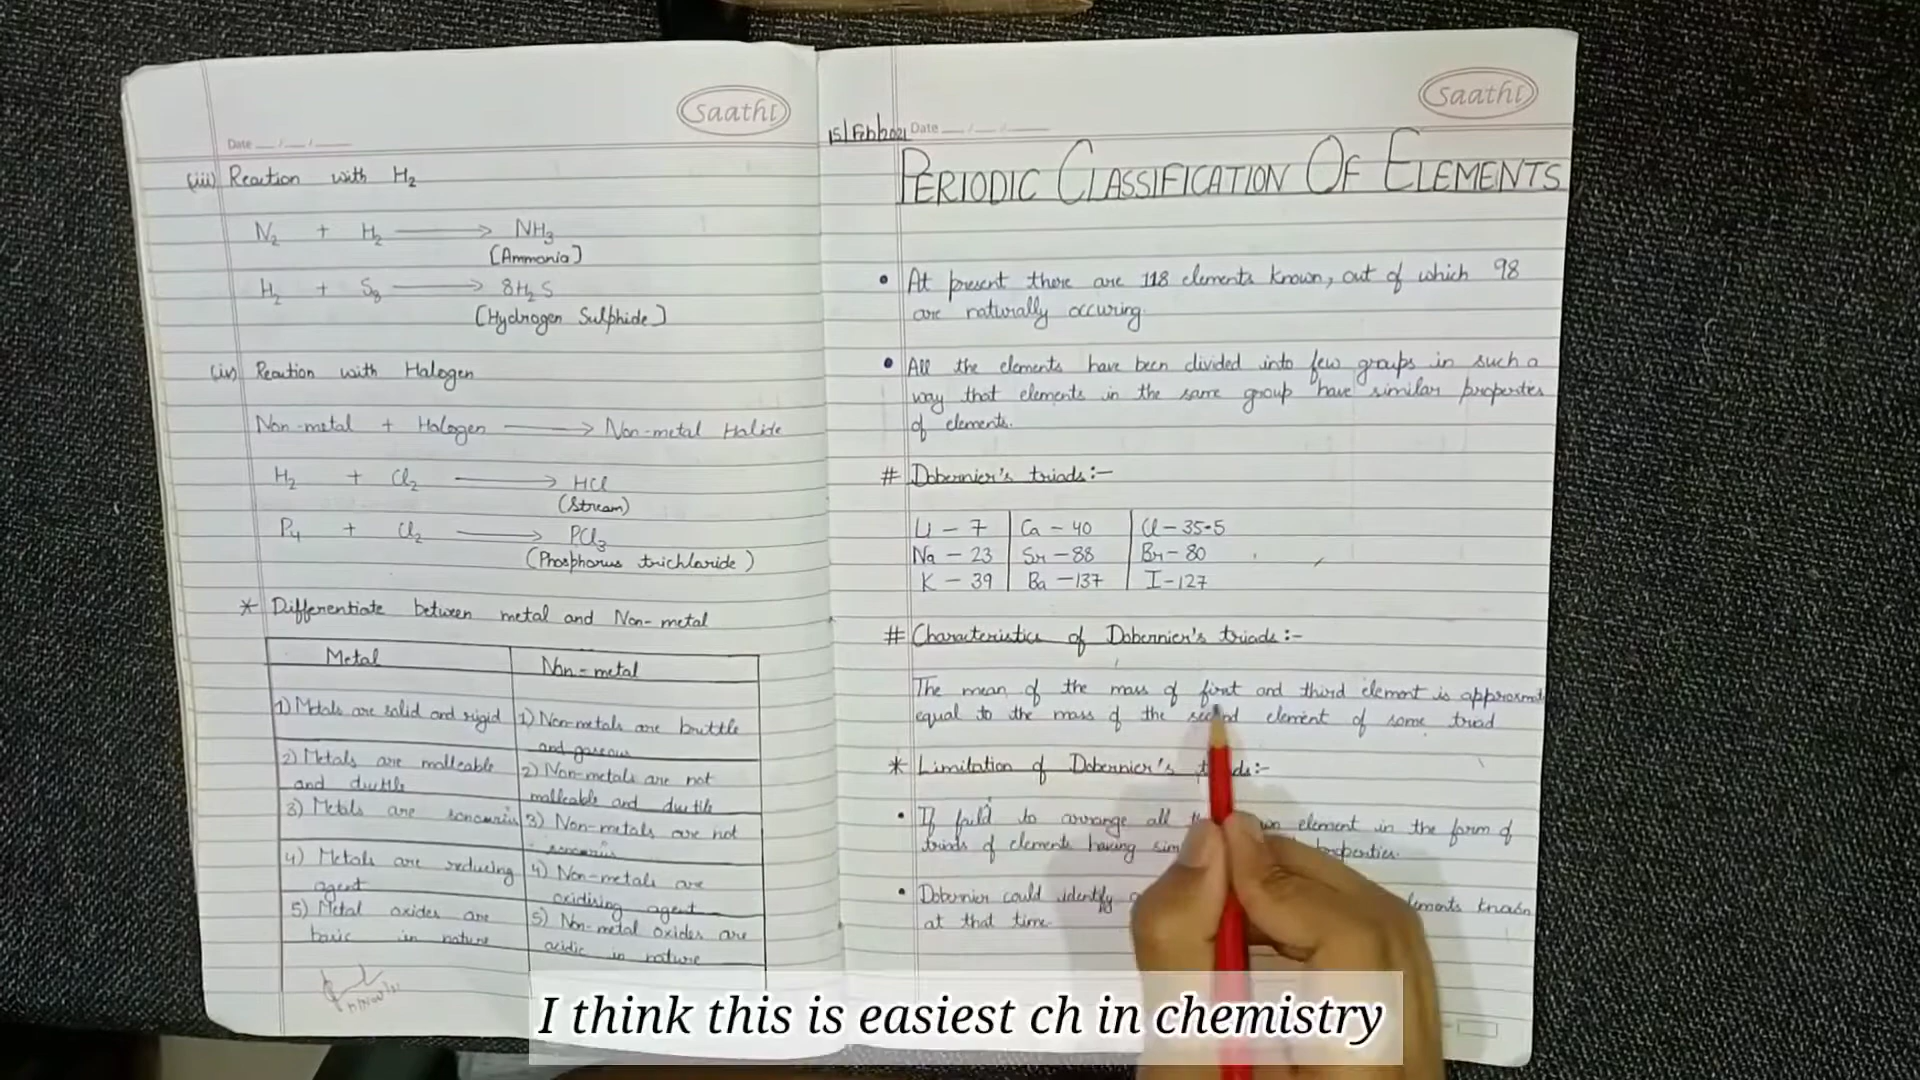 Saathi
Date
(iii) Reaction with H₂
N₂ + H₂ ⟶ NH₃
[Ammonia]
H₂ + S₈ ⟶ 8H₂S
[Hydrogen Sulphide]
(iv) Reaction with Halogen
Non-metal + Halogen ⟶ Non-metal Halide
H₂ + Cl₂ ⟶ HCl
(Stream)
P₄ + Cl₂ ⟶ PCl₃
(Phosphorus trichloride)
* Differentiate between metal and Non-metal
Metal
Non-metal
1) Metals are solid and rigid
1) Non-metals are brittle
and gaseous
2) Metals are malleable
and ductile
2) Non-metals are not
malleable and ductile
3) Metals are sonorous
3) Non-metals are not
sonorous
4) Metals are reducing
agent
4) Non-metals are
oxidising agent
5) Metal oxides are
basic in nature
5) Non-metal oxides are
acidic in nature
Saathi
15/Feb/2021 Date
PERIODIC CLASSIFICATION OF ELEMENTS
• At present there are 118 elements known, out of which 98
are naturally occuring.
• All the elements have been divided into few groups in such a
way that elements in the same group have similar properties
of elements.
# Dobernier's triads:-
Li - 7 Ca - 40 Cl - 35.5
Na - 23 Sr - 88 Br - 80
K - 39 Ba - 137 I - 127
# Characteristics of Dobernier's triads:-
The mean of the mass of first and third element is approximat
equal to the mass of the second element of same triad
* Limitation of Dobernier's :-
• If faild to arrange all element in the form of
triads of elements having properties.
• Dobernier could identify elements known
at that time
I think this is easiest ch in chemistry